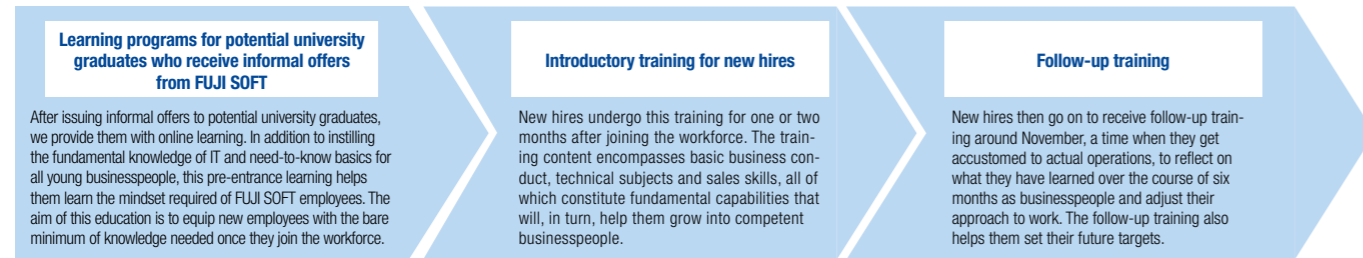 Learning programs for potential university
graduates who receive informal offers
from FUJI SOFT
After issuing informal offers to potential university graduates,
we provide them with online learning. In addition to instilling
the fundamental knowledge of IT and need-to-know basics for
all young businesspeople, this pre-entrance learning helps
them learn the mindset required of FUJI SOFT employees. The
aim of this education is to equip new employees with the bare
minimum of knowledge needed once they join the workforce.
Introductory training for new hires
New hires undergo this training for one or two
months after joining the workforce. The train-
ing content encompasses basic business con-
duct, technical subjects and sales skills, all of
which constitute fundamental capabilities that
will, in turn, help them grow into competent
businesspeople.
Follow-up training
New hires then go on to receive follow-up train-
ing around November, a time when they get
accustomed to actual operations, to reflect on
what they have learned over the course of six
months as businesspeople and adjust their
approach to work. The follow-up training also
helps them set their future targets.